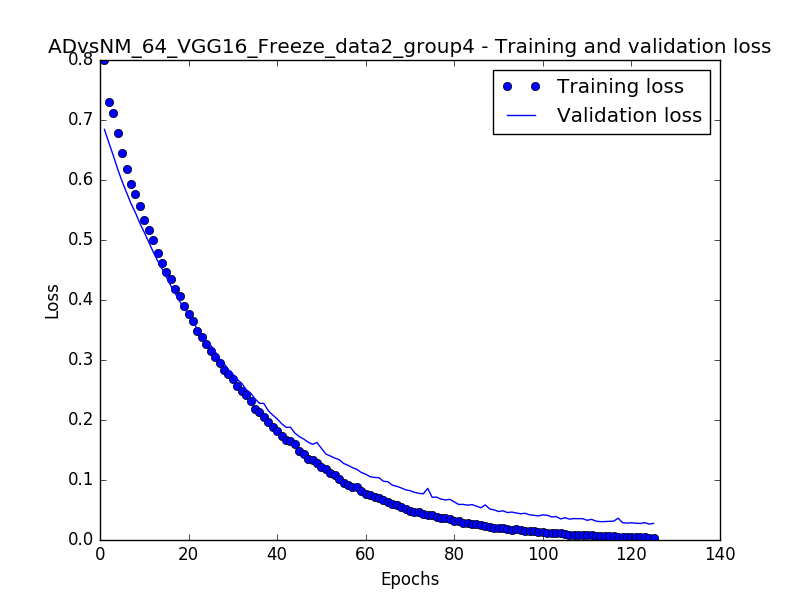 ADvsNM_64_VGG16_Freeze_data2_group4 - Training and validation loss
0.8
0.7
0.6
0.5
0.4
0.3
0.2
0.1
0.0
Loss
Training loss
Validation loss
0 20 40 60 80 100 120 140
Epochs